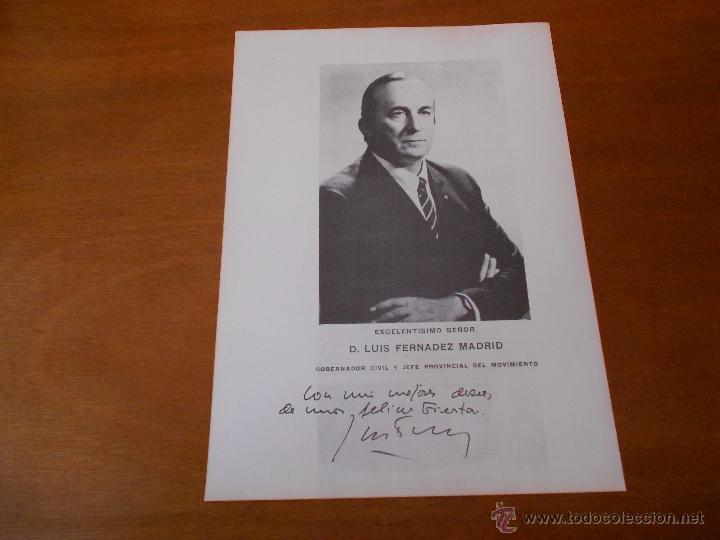 EXCELENTISIMO SEÑOR
D. LUIS FERNADEZ MADRID
GOBERNADOR CIVIL Y JEFE PROVINCIAL DEL MOVIMIENTO
Con mis mejores deseos,
de unas felices Fiestas.
www.todocoleccion.net